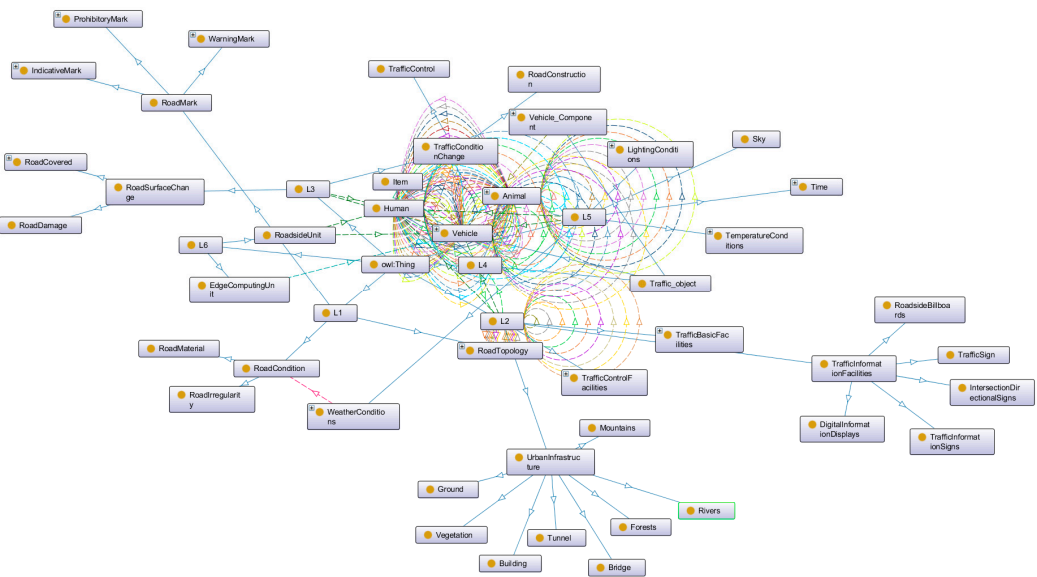 ProhibitoryMark
WarningMark
IndicativeMark
RoadMark
TrafficControl
RoadConstructio
n
Vehicle_Compone
nt
TrafficConditio
nChange
LightingConditi
ons
Sky
RoadCovered
RoadSurfaceChan
ge
L3
Item
Human
Animal
L5
Time
RoadDamage
L6
RoadsideUnit
Vehicle
TemperatureCond
itions
owl:Thing
L4
EdgeComputingUn
it
Traffic_object
L1
L2
RoadsideBillboa
rds
RoadMaterial
RoadCondition
RoadTopology
TrafficBasicFac
ilities
TrafficInformat
ionFacilities
TrafficSign
RoadIrregularit
y
TrafficControlF
acilities
IntersectionDir
ectionalSigns
WeatherConditio
ns
DigitalInformat
ionDisplays
TrafficInformat
ionSigns
Mountains
UrbanInfrastruc
ture
Ground
Rivers
Vegetation
Tunnel
Forests
Building
Bridge